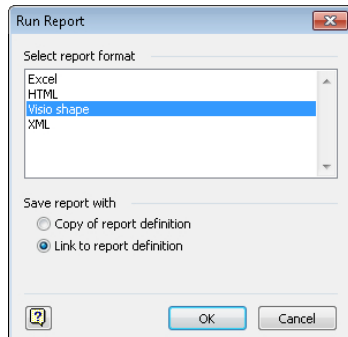 Run Report
Select report format
Excel
HTML
Visio shape
XML
Save report with
Copy of report definition
Link to report definition
OK
Cancel